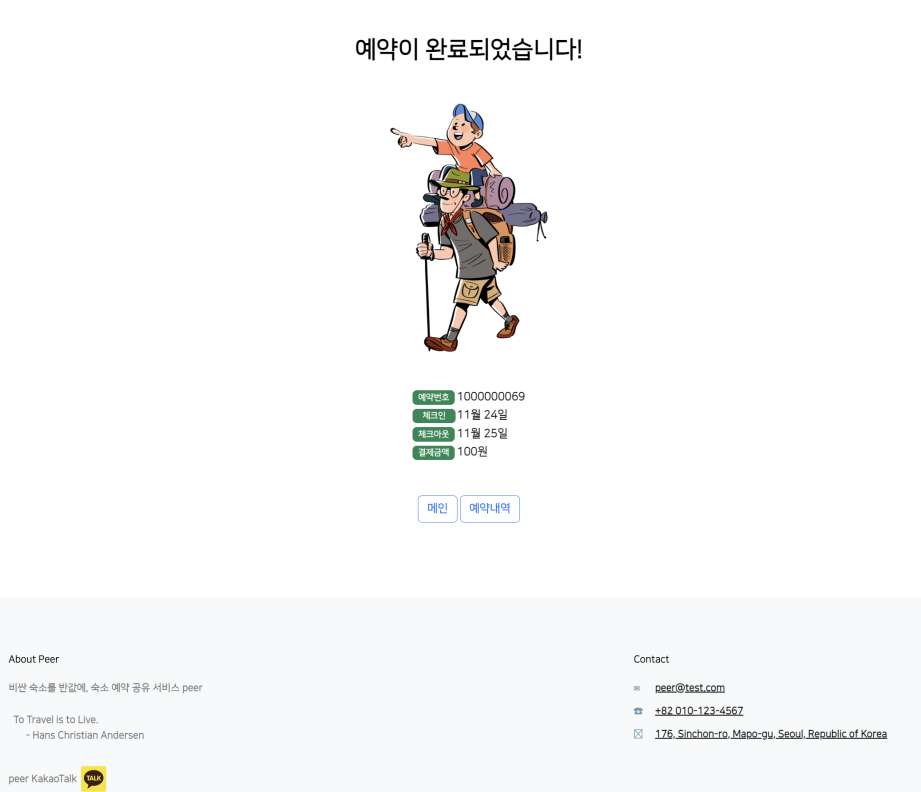 예약이 완료되었습니다!
예약번호 1000000069
체크인 11월 24일
체크아웃 11월 25일
결제금액 100원
메인 예약내역
About Peer
비싼 숙소를 반값에, 숙소 예약 공유 서비스 peer
To Travel is to Live.
- Hans Christian Andersen
peer KakaoTalk TALK
Contact
peer@test.com
+82 010-123-4567
176, Sinchon-ro, Mapo-gu, Seoul, Republic of Korea